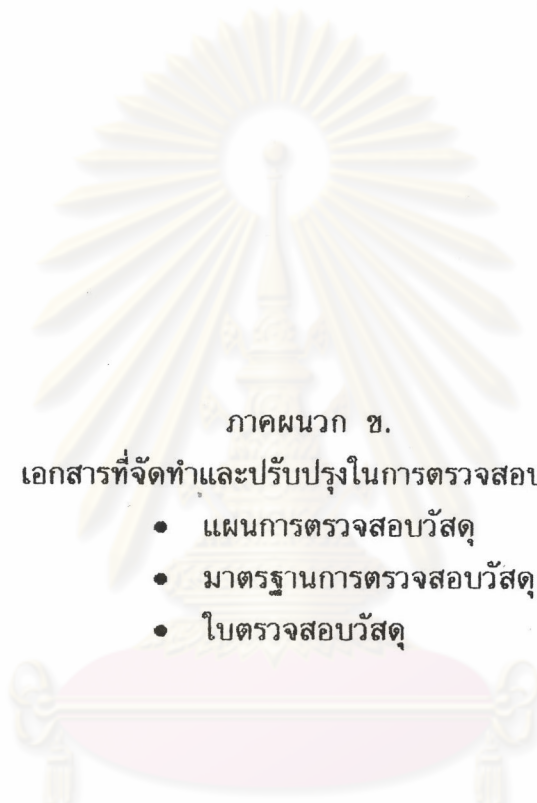 ภาคผนวก ข.
เอกสารที่จัดทำและปรับปรุงในการตรวจสอบ
• แผนการตรวจสอบวัสดุ
• มาตรฐานการตรวจสอบวัสดุ
• ใบตรวจสอบวัสดุ